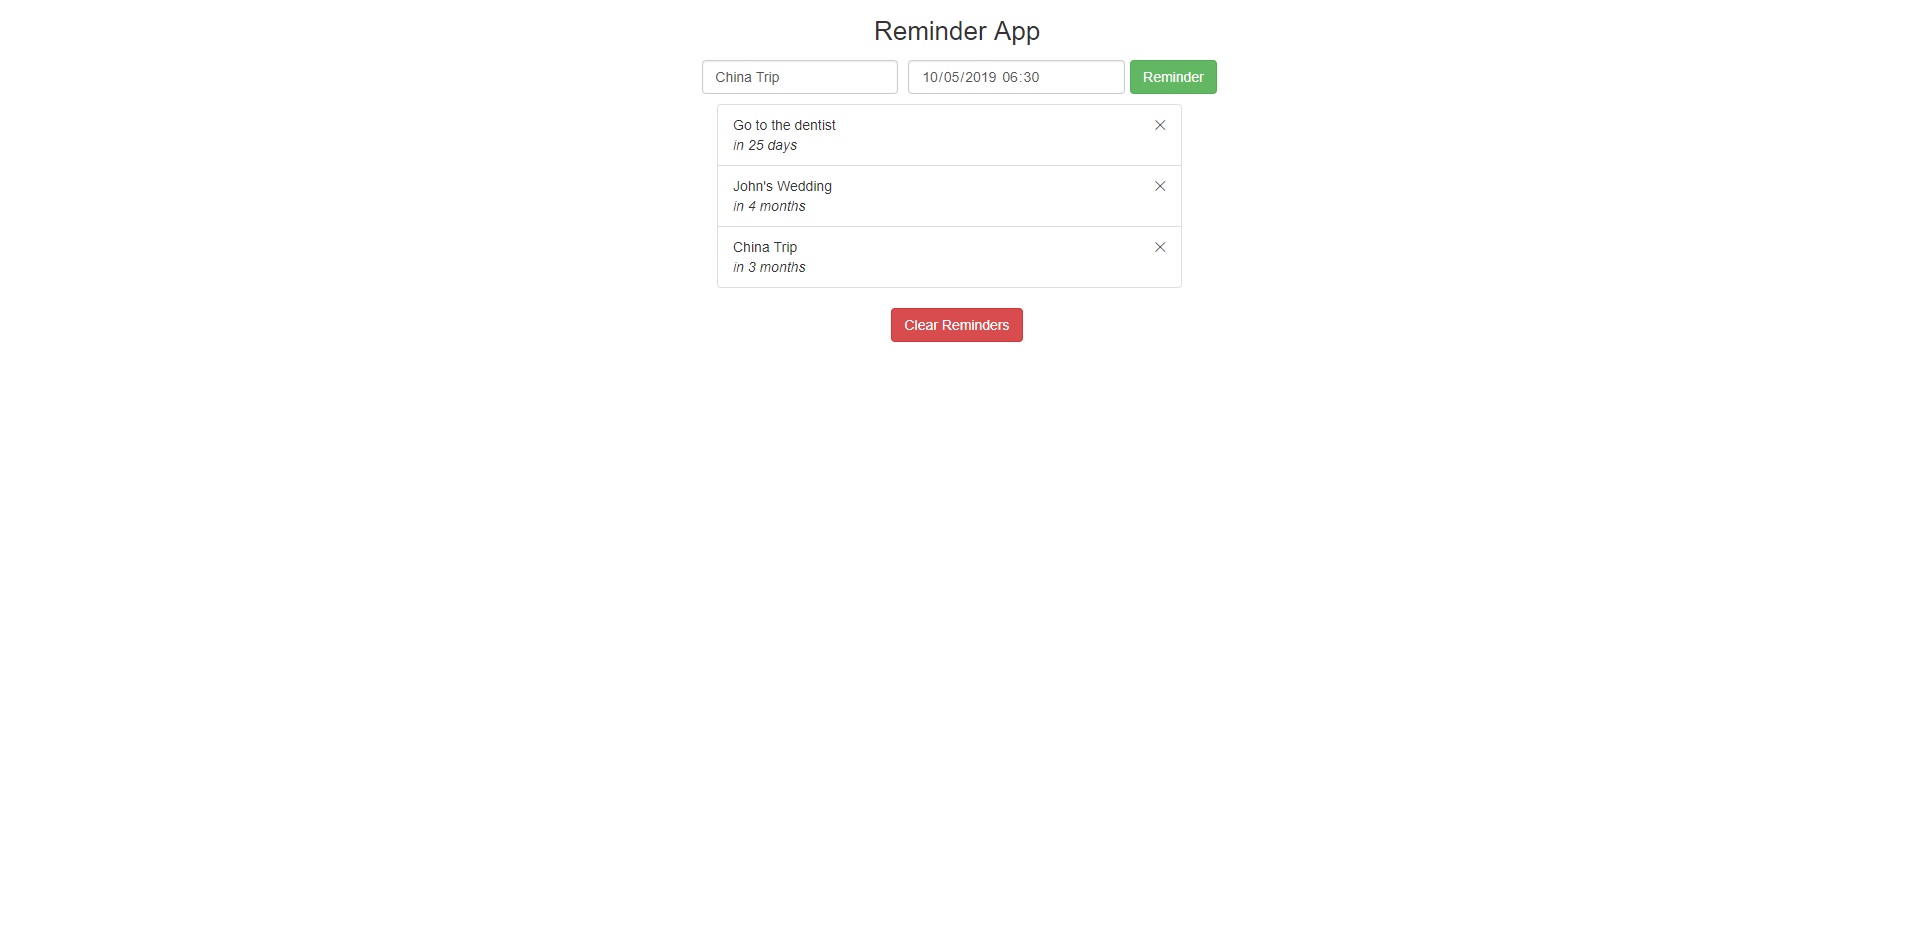 Reminder App
China Trip 10/05/2019 06:30 Reminder
Go to the dentist
in 25 days
John's Wedding
in 4 months
China Trip
in 3 months
Clear Reminders